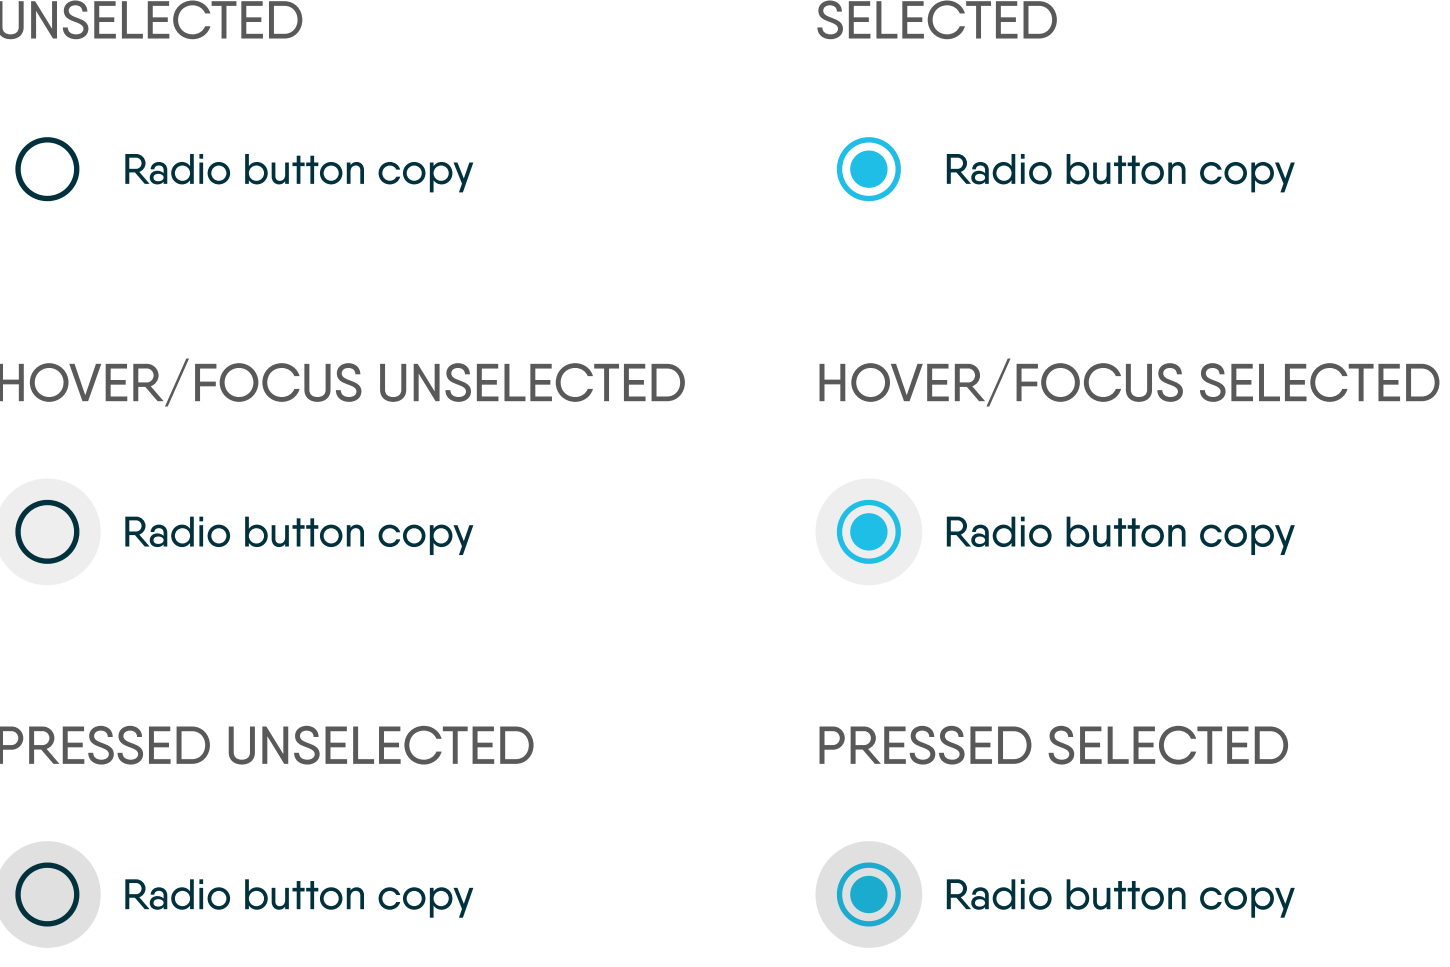 UNSELECTED
SELECTED
Radio button copy
Radio button copy
HOVER/FOCUS UNSELECTED
HOVER/FOCUS SELECTED
Radio button copy
Radio button copy
PRESSED UNSELECTED
PRESSED SELECTED
Radio button copy
Radio button copy